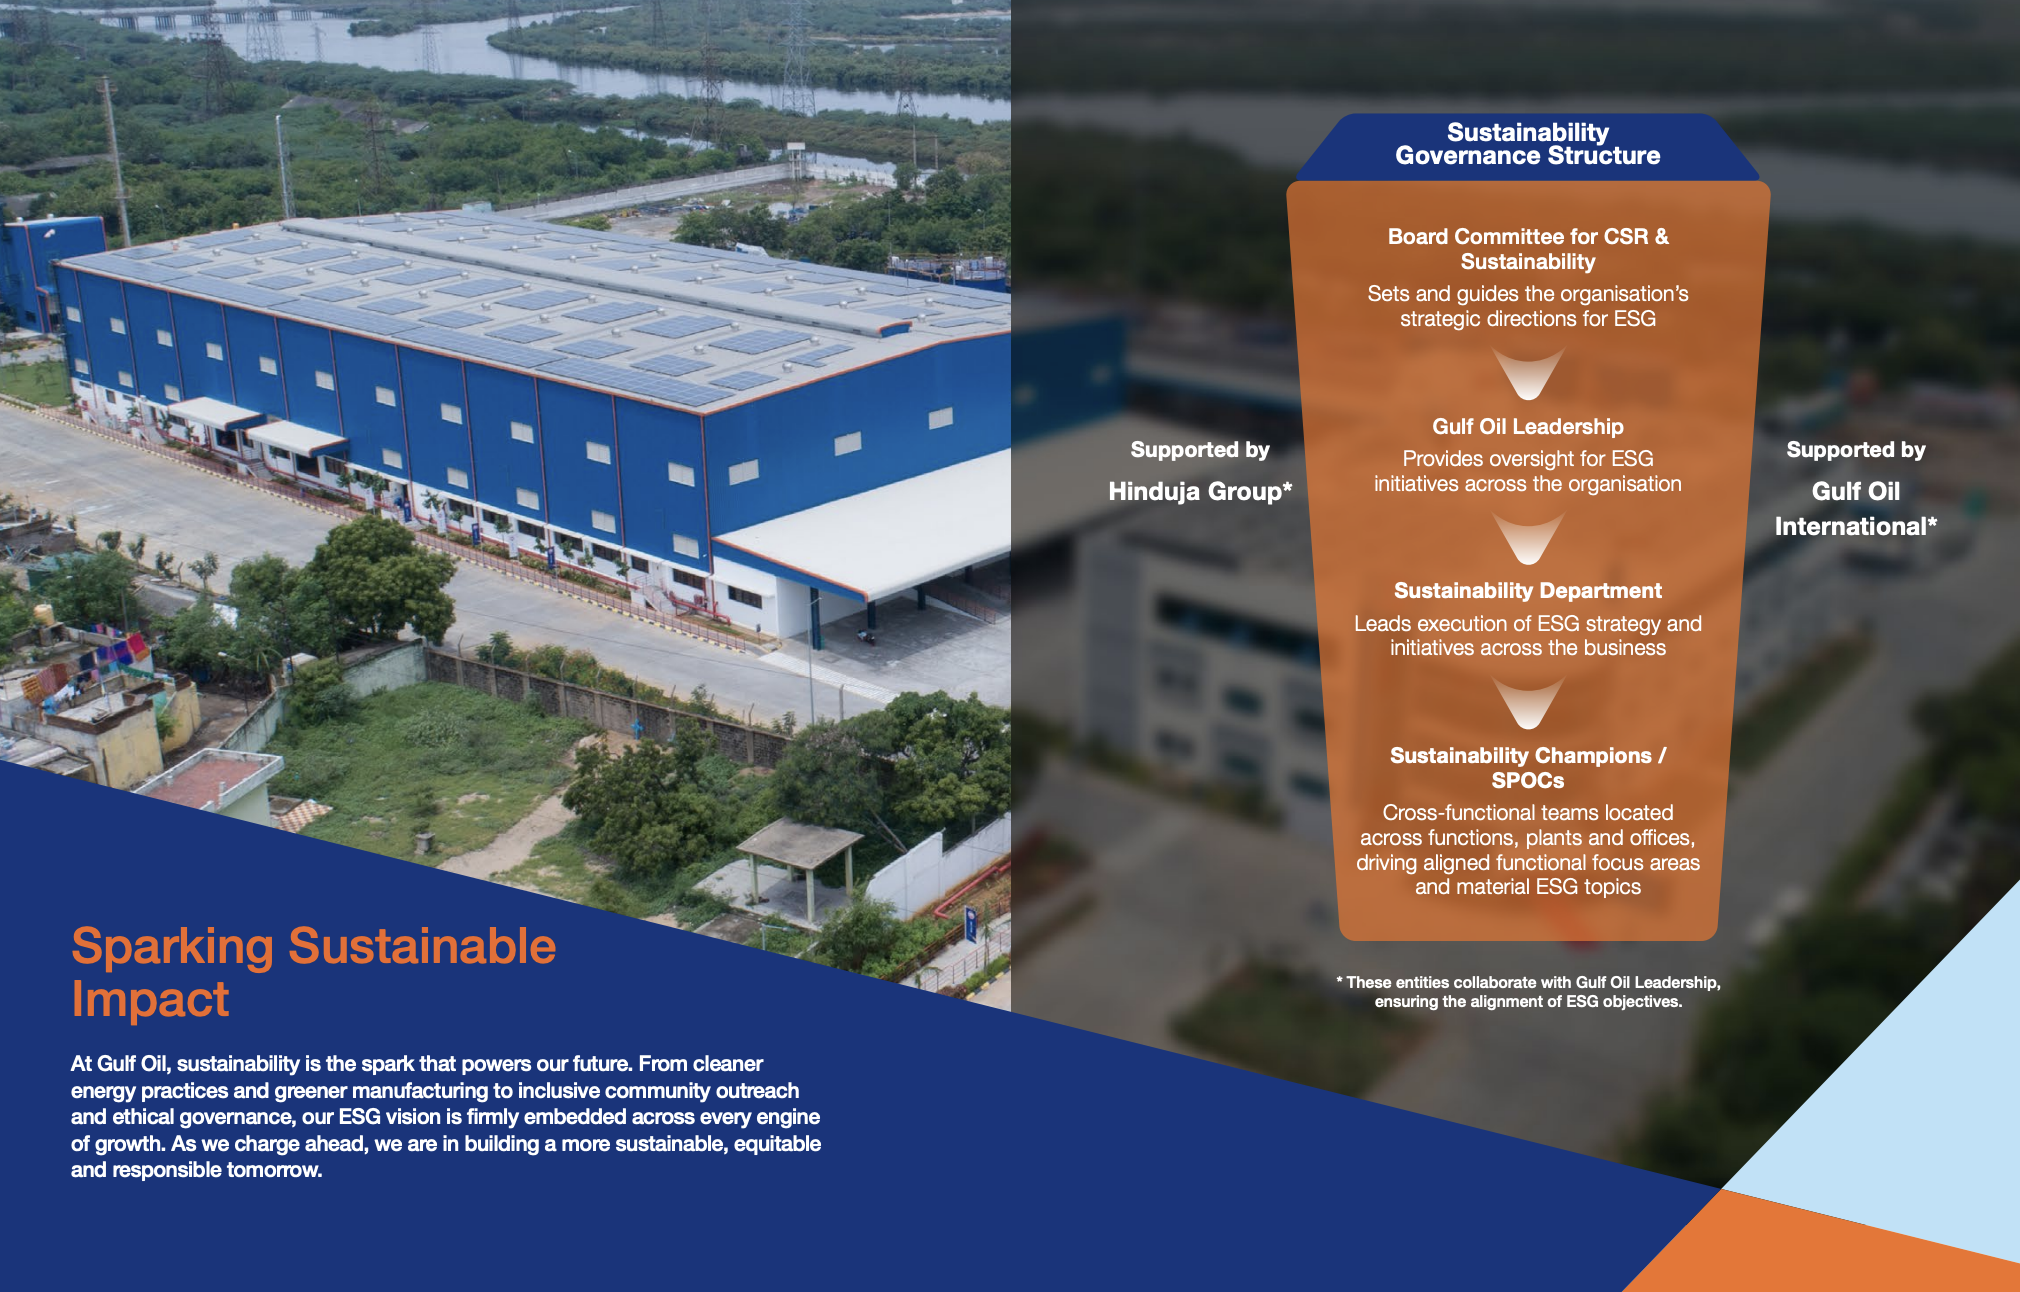 Sparking Sustainable
Impact
At Gulf Oil, sustainability is the spark that powers our future. From cleaner
energy practices and greener manufacturing to inclusive community outreach
and ethical governance, our ESG vision is firmly embedded across every engine
of growth. As we charge ahead, we are in building a more sustainable, equitable
and responsible tomorrow.
Sustainability
Governance Structure
Board Committee for CSR &
Sustainability
Sets and guides the organisation's
strategic directions for ESG
Gulf Oil Leadership
Provides oversight for ESG
initiatives across the organisation
Sustainability Department
Leads execution of ESG strategy and
initiatives across the business
Sustainability Champions /
SPOCs
Cross-functional teams located
across functions, plants and offices,
driving aligned functional focus areas
and material ESG topics
Supported by
Hinduja Group*
Supported by
Gulf Oil
International*
* These entities collaborate with Gulf Oil Leadership,
ensuring the alignment of ESG objectives.